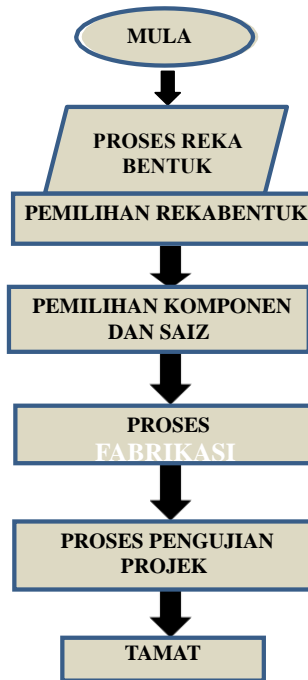 MULA
PROSES REKA
BENTUK
PEMILIHAN REKABENTUK
PEMILIHAN KOMPONEN
DAN SAIZ
PROSES
FABRIKASI
PROSES PENGUJIAN
PROJEK
TAMAT